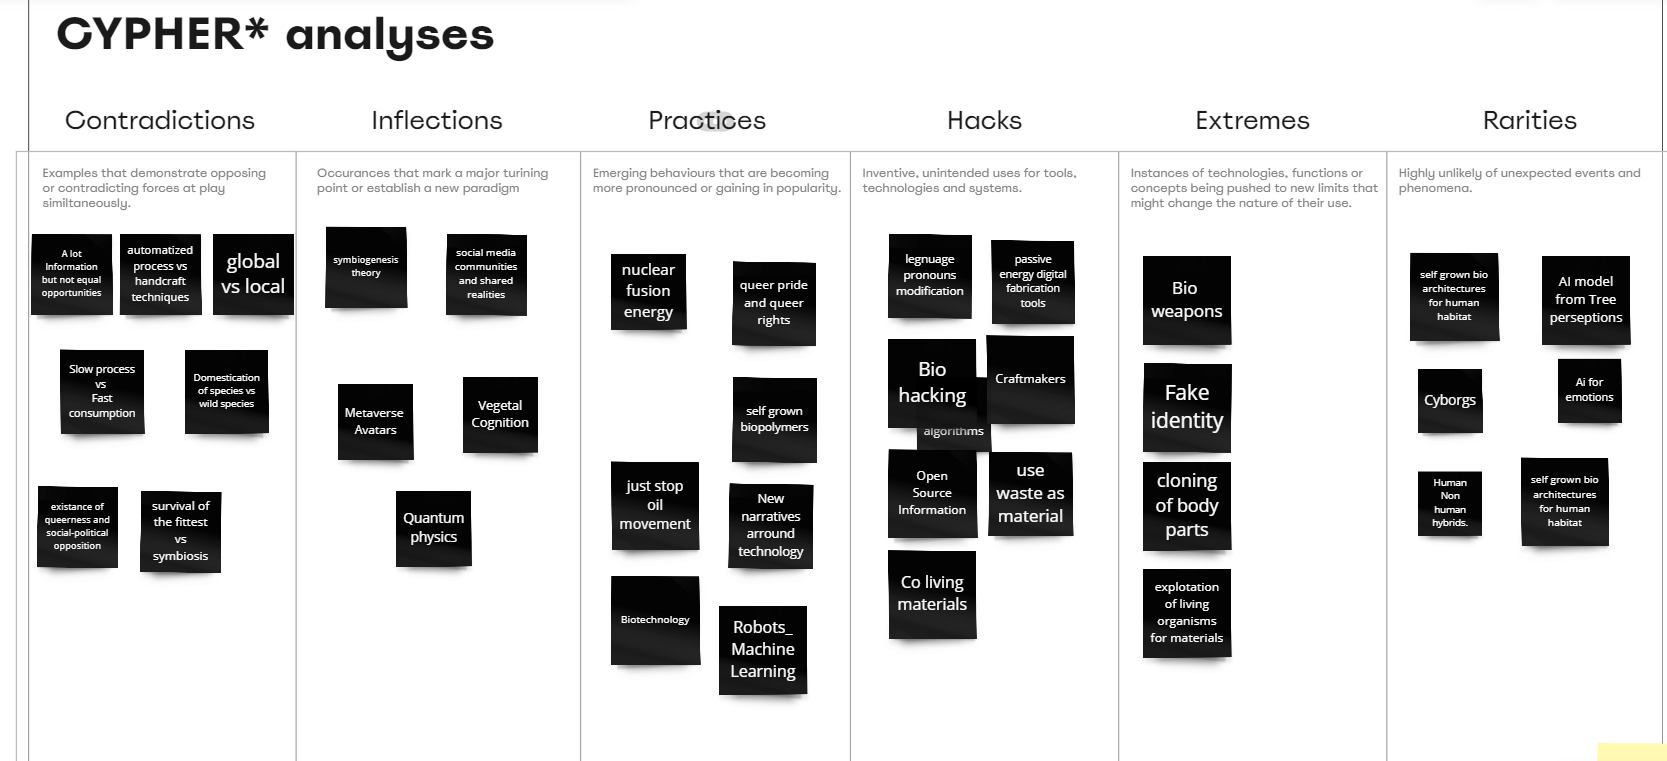 CYPHER* analyses
Contradictions
Examples that demonstrate opposing
or contradicting forces at play
similtaneously.
A lot
Information
but not equal
opportunities
automatized
process vs
handcraft
techniques
global
vs local
Slow process
vs
Fast
consumption
Domestication
of species vs
wild species
existance of
queerness and
social-political
opposition
survival of
the fittest
vs
symbiosis
Inflections
Occurances that mark a major turining
point or establish a new paradigm
symbiogenesis
theory
social media
communities
and shared
realities
Metaverse
Avatars
Vegetal
Cognition
Quantum
physics
Practices
Emerging behaviours that are becoming
more pronounced or gaining in popularity.
nuclear
fusion
energy
queer pride
and queer
rights
self grown
biopolymers
just stop
oil
movement
New
narratives
arround
technology
Biotechnology
Robots_
Machine
Learning
Hacks
Inventive, unintended uses for tools,
technologies and systems.
legnuage
pronouns
modification
passive
energy digital
fabrication
tools
Bio
hacking
Craftmakers
algorithms
Open
Source
Information
use
waste as
material
Co living
materials
Extremes
Instances of technologies, functions or
concepts being pushed to new limits that
might change the nature of their use.
Bio
weapons
Fake
identity
cloning
of body
parts
explotation
of living
organisms
for materials
Rarities
Highly unlikely of unexpected events and
phenomena.
self grown bio
architectures
for human
habitat
AI model
from Tree
perseptions
Cyborgs
Ai for
emotions
Human
Non
human
hybrids.
self grown bio
architectures
for human
habitat